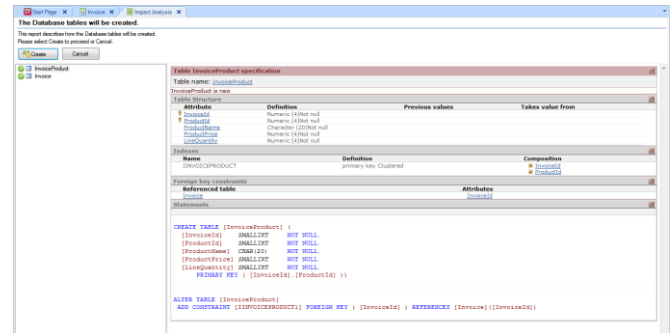 Start Page X Invoice X Impact Analysis X
The Database tables will be created.
This report describes how the Database tables will be created.
Please select Create to proceed or Cancel.
Create Cancel
InvoiceProduct
Invoice
Table InvoiceProduct specification
Table name: InvoiceProduct
InvoiceProduct is new
Table Structure
Attribute Definition Previous values Takes value from
InvoiceId Numeric (4)Not null
ProductId Numeric (4)Not null
ProductName Character (20)Not null
ProductPrice Numeric (4)Not null
LineQuantity Numeric (4)Not null
Indexes
Name Definition Composition
IINVOICEPRODUCT primary key Clustered InvoiceId
ProductId
Foreign key constraints
Referenced table Attributes
Invoice InvoiceId
Statements
CREATE TABLE [InvoiceProduct] (
[InvoiceId] SMALLINT NOT NULL,
[ProductId] SMALLINT NOT NULL,
[ProductName] CHAR(20) NOT NULL,
[ProductPrice] SMALLINT NOT NULL,
[LineQuantity] SMALLINT NOT NULL,
PRIMARY KEY ( [InvoiceId],[ProductId] ))
ALTER TABLE [InvoiceProduct]
ADD CONSTRAINT [IINVOICEPRODUCT1] FOREIGN KEY ( [InvoiceId] ) REFERENCES [Invoice]([InvoiceId])